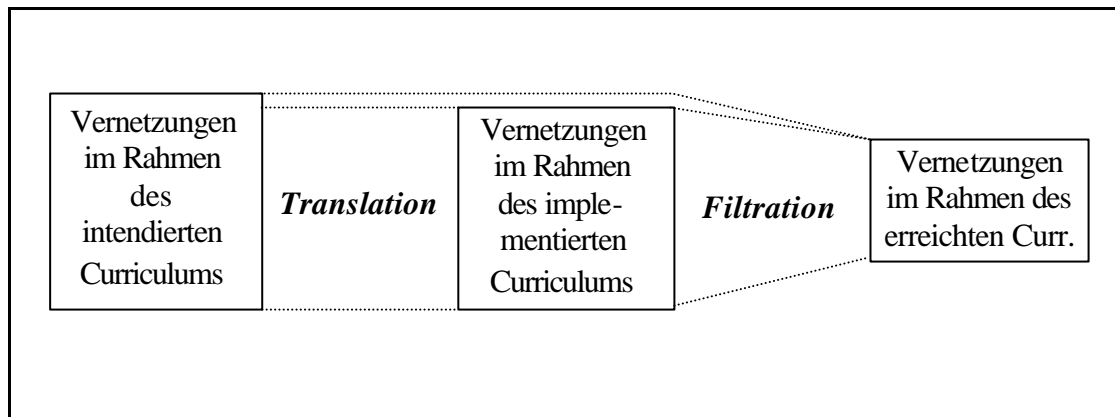 Vernetzungen
im Rahmen
des
intendierten
Curriculums
Translation
Vernetzungen
im Rahmen
des imple-
mentierten
Curriculums
Filtration
Vernetzungen
im Rahmen des
erreichten Curr.